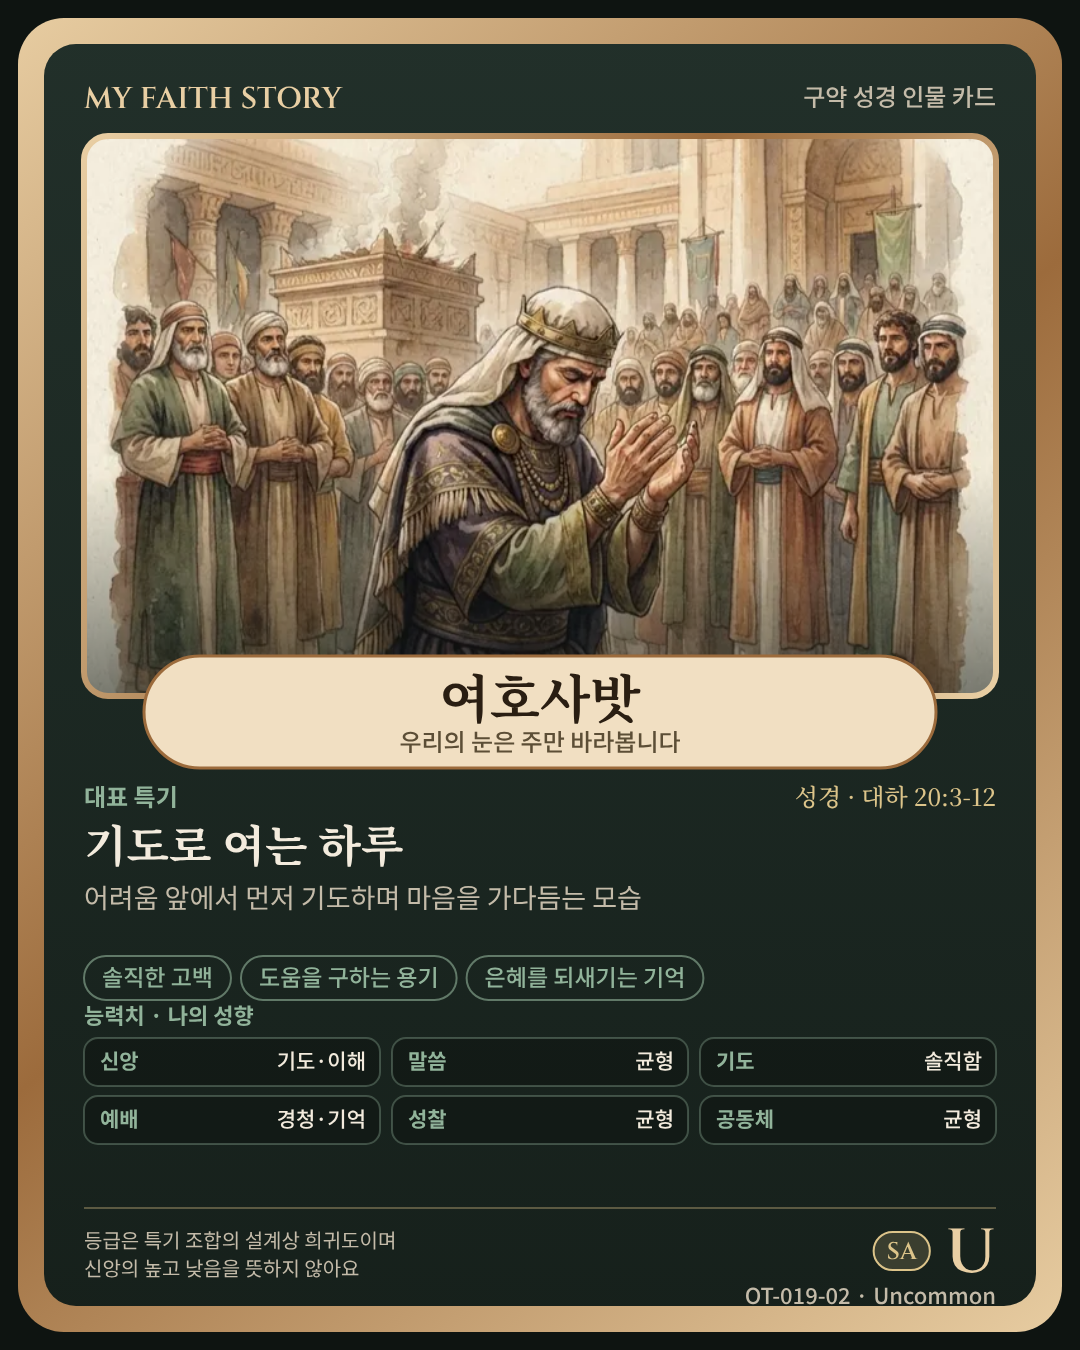 MY FAITH STORY
구약 성경 인물 카드
여호사밧
우리의 눈은 주만 바라봅니다
대표 특기
성경 · 대하 20:3-12
기도로 여는 하루
어려움 앞에서 먼저 기도하며 마음을 가다듬는 모습
솔직한 고백 도움을 구하는 용기 은혜를 되새기는 기억
능력치 · 나의 성향
신앙 기도·이해 말씀 균형 기도 솔직함
예배 경청·기억 성찰 균형 공동체 균형
등급은 특기 조합의 설계상 희귀도이며
신앙의 높고 낮음을 뜻하지 않아요
SA U
OT-019-02 · Uncommon